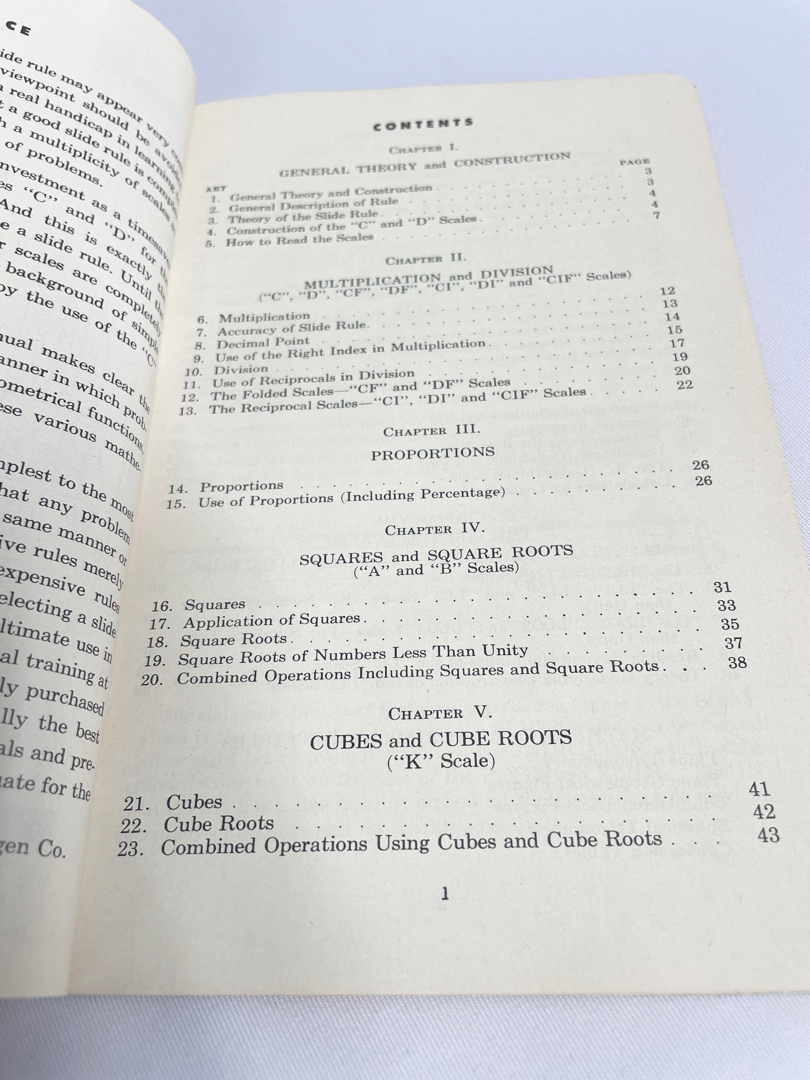 CE
ide rule may appear very
viewpoint should be
real handicap in learning
t a good slide rule is
h a multiplicity of scales
of problems.
nvestment as a
es "C" and "D" for
And this is exactly
e a slide rule. Until
r scales are completely
background of simple
by the use of the "C"
nual makes clear the
anner in which prob-
ometrical functions,
ese various mathe-
mplest to the most
hat any problem
same manner or
ive rules merely
expensive rules
electing a slide
ltimate use in
al training at
ly purchased
lly the best
als and pre-
uate for the
gen Co.
CONTENTS
CHAPTER I.
GENERAL THEORY and CONSTRUCTION
ART PAGE
1. General Theory and Construction . . . . . . . . . . 3
2. General Description of Rule . . . . . . . . . . 3
3. Theory of the Slide Rule . . . . . . . . . . 4
4. Construction of the "C" and "D" Scales . . . . . . . . . . 4
5. How to Read the Scales . . . . . . . . . . 7
CHAPTER II.
MULTIPLICATION and DIVISION
("C", "D", "CF", "DF", "CI", "DI" and "CIF" Scales)
6. Multiplication . . . . . . . . . . 12
7. Accuracy of Slide Rule . . . . . . . . . . 13
8. Decimal Point . . . . . . . . . . 14
9. Use of the Right Index in Multiplication . . . . . . . . . . 15
10. Division . . . . . . . . . . 17
11. Use of Reciprocals in Division . . . . . . . . . . 19
12. The Folded Scales—"CF" and "DF" Scales . . . . . . . . . . 20
13. The Reciprocal Scales—"CI", "DI" and "CIF" Scales . . . . . 22
CHAPTER III.
PROPORTIONS
14. Proportions . . . . . . . . . . 26
15. Use of Proportions (Including Percentage) . . . . . . . . . . 26
CHAPTER IV.
SQUARES and SQUARE ROOTS
("A" and "B" Scales)
16. Squares . . . . . . . . . . 31
17. Application of Squares . . . . . . . . . . 33
18. Square Roots . . . . . . . . . . 35
19. Square Roots of Numbers Less Than Unity . . . . . . . . 37
20. Combined Operations Including Squares and Square Roots . . . 38
CHAPTER V.
CUBES and CUBE ROOTS
("K" Scale)
21. Cubes . . . . . . . . . . 41
22. Cube Roots . . . . . . . . . . 42
23. Combined Operations Using Cubes and Cube Roots . . . 43
1